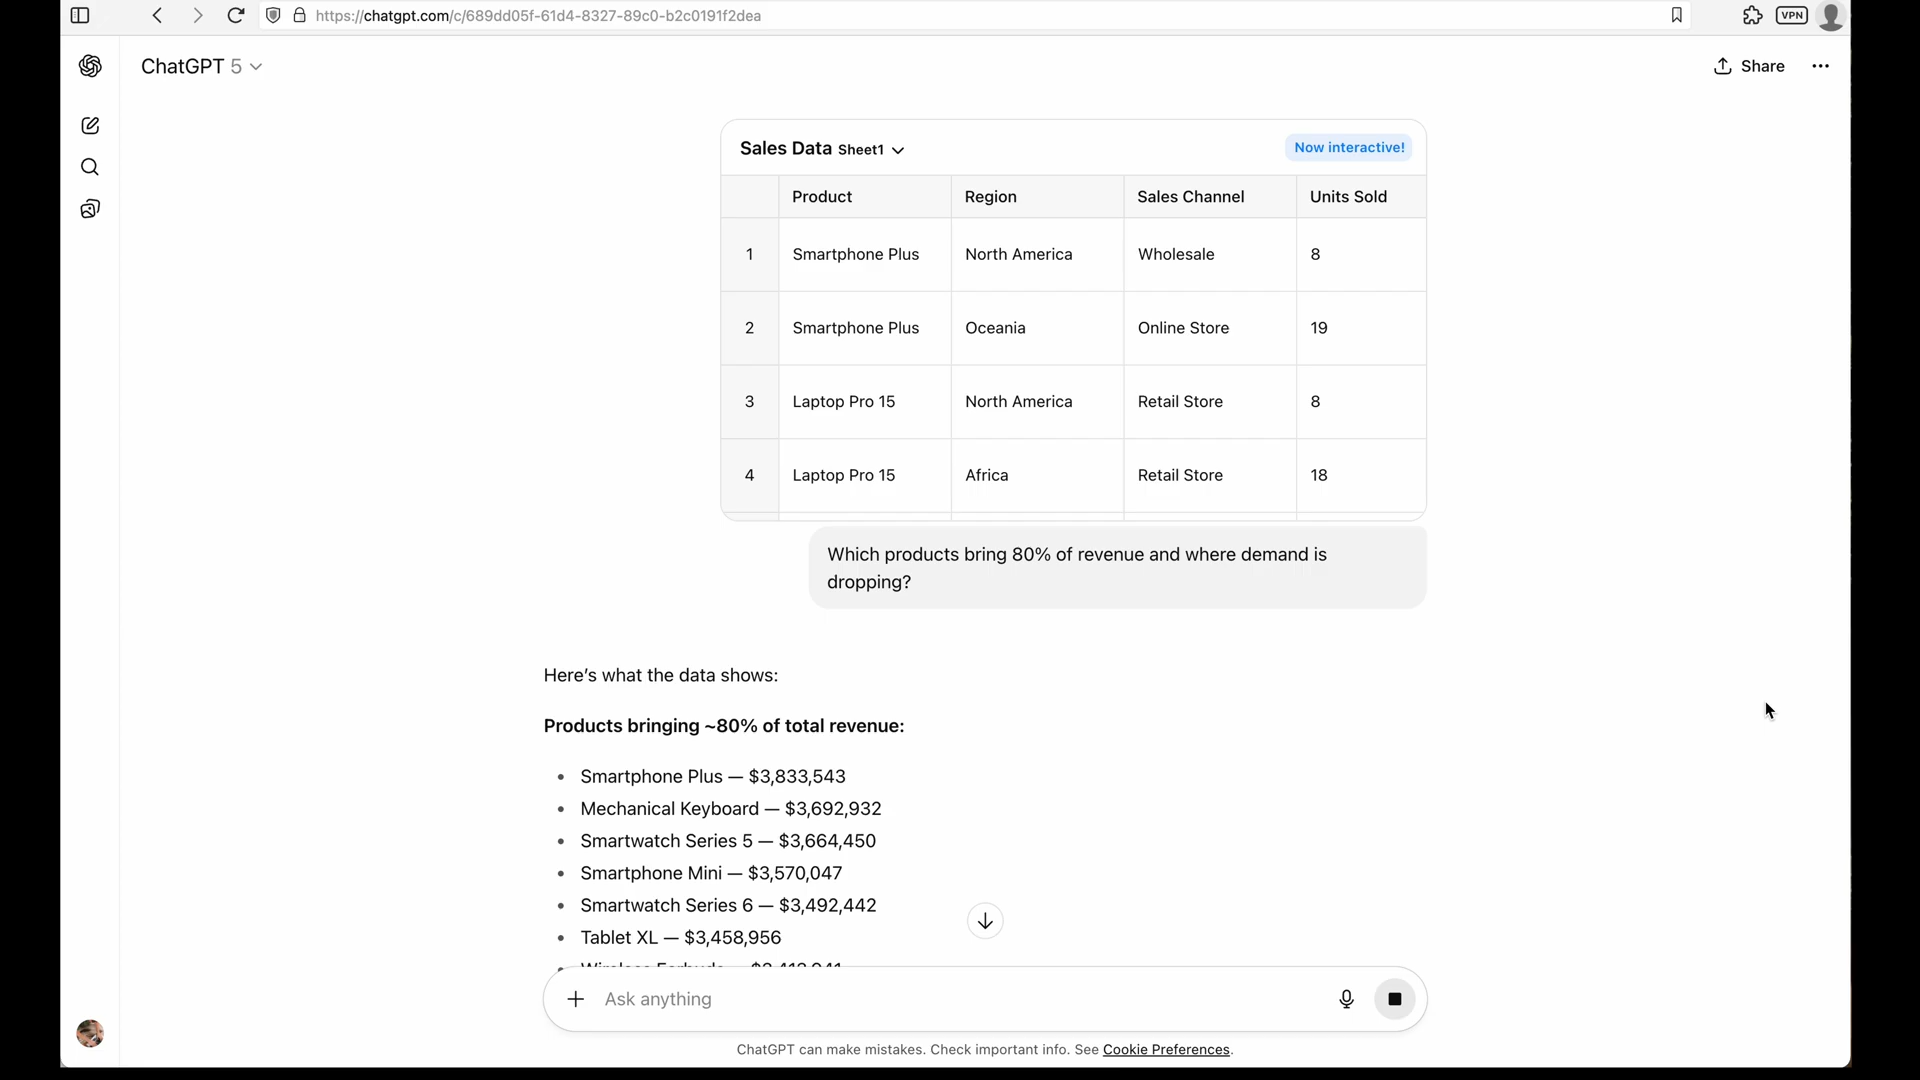 https://chatgpt.com/c/689dd05f-61d4-8327-89c0-b2c0191f2dea
VPN
ChatGPT 5
Share
Sales Data Sheet1
Now interactive!
Product Region Sales Channel Units Sold
1 Smartphone Plus North America Wholesale 8
2 Smartphone Plus Oceania Online Store 19
3 Laptop Pro 15 North America Retail Store 8
4 Laptop Pro 15 Africa Retail Store 18
Which products bring 80% of revenue and where demand is
dropping?
Here’s what the data shows:
Products bringing ~80% of total revenue:
• Smartphone Plus — $3,833,543
• Mechanical Keyboard — $3,692,932
• Smartwatch Series 5 — $3,664,450
• Smartphone Mini — $3,570,047
• Smartwatch Series 6 — $3,492,442
• Tablet XL — $3,458,956
Ask anything
ChatGPT can make mistakes. Check important info. See Cookie Preferences.